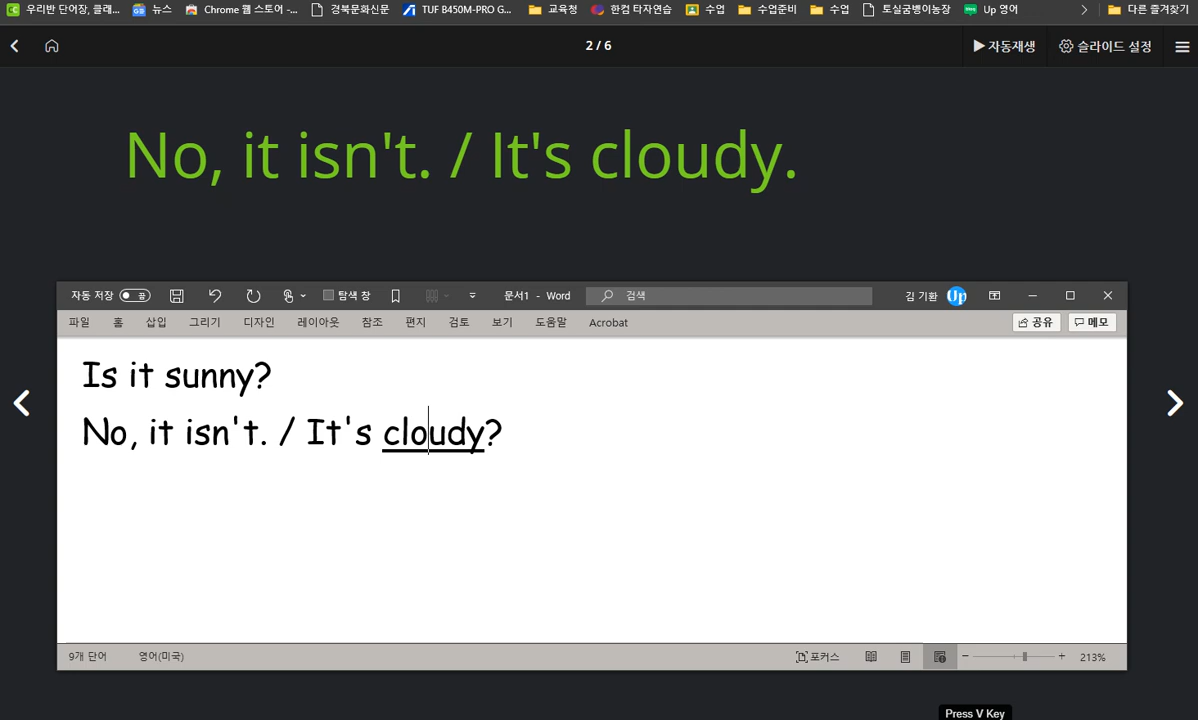 우리반 단어장, 클래... 뉴스 Chrome 웹 스토어 -... 경북문화신문 TUF B450M-PRO G... 교육청 한컴 타자연습 수업 수업준비 수업 토실굼벵이농장 Up 영어 다른 즐겨찾기
2 / 6 자동재생 슬라이드 설정
No, it isn't. / It's cloudy.
자동 저장 끔 탐색 창 문서1 - Word 검색 김 기환 Up
파일 홈 삽입 그리기 디자인 레이아웃 참조 편지 검토 보기 도움말 Acrobat 공유 메모
Is it sunny?
No, it isn't. / It's cloudy?
9개 단어 영어(미국) 포커스 213%
Press V Key